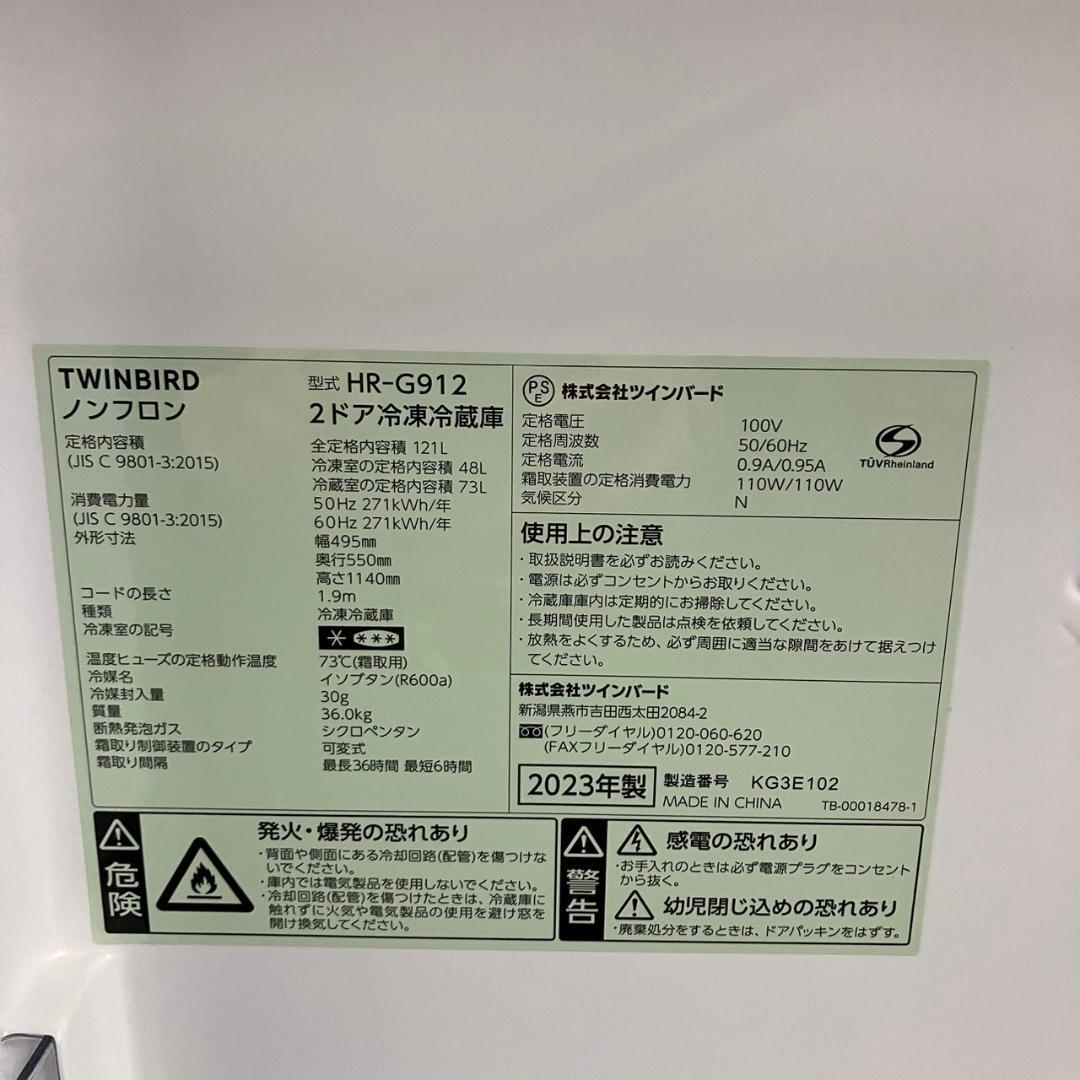 TWINBIRD
ノンフロン
型式 HR-G912
2ドア冷凍冷蔵庫
定格内容積
(JIS C 9801-3:2015)
全定格内容積 121L
冷凍室の定格内容積 48L
冷蔵室の定格内容積 73L
消費電力量
(JIS C 9801-3:2015)
50Hz 271kWh/年
60Hz 271kWh/年
外形寸法
幅495mm
奥行550mm
高さ1140mm
コードの長さ 1.9m
種類 冷凍冷蔵庫
冷凍室の記号
温度ヒューズの定格動作温度 73℃(霜取用)
冷媒名 イソブタン(R600a)
冷媒封入量 30g
質量 36.0kg
断熱発泡ガス シクロペンタン
霜取り制御装置のタイプ 可変式
霜取り間隔 最長36時間 最短6時間
PSE 株式会社ツインバード
定格電圧 100V
定格周波数 50/60Hz
定格電流 0.9A/0.95A
霜取装置の定格消費電力 110W/110W
気候区分 N
TÜVRheinland
使用上の注意
・取扱説明書を必ずお読みください。
・電源は必ずコンセントからお取りください。
・冷蔵庫庫内は定期的にお掃除してください。
・長期間使用した製品は点検を依頼してください。
・放熱をよくするため、必ず周囲に適当な隙間をあけて据えつけ
てください。
株式会社ツインバード
新潟県燕市吉田西太田2084-2
(フリーダイヤル)0120-060-620
(FAXフリーダイヤル)0120-577-210
2023年製 製造番号 KG3E102
MADE IN CHINA TB-00018478-1
危険
発火・爆発の恐れあり
・背面や側面にある冷却回路(配管)を傷つけな
いでください。
・庫内では電気製品を使用しないでください。
・冷却回路(配管)を傷つけたときは、冷蔵庫に
触れずに火気や電気製品の使用を避け窓を
開け換気してください。
警告
感電の恐れあり
・お手入れのときは必ず電源プラグをコンセント
から抜く。
幼児閉じ込めの恐れあり
・廃棄処分をするときは、ドアパッキンをはずす。